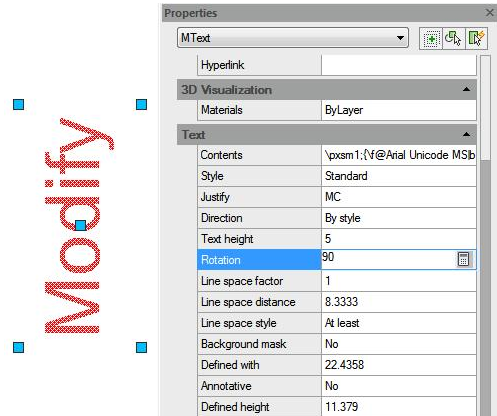 Modify
Properties
MText
Hyperlink
3D Visualization
Materials ByLayer
Text
Contents \pxsm1;{\f@Arial Unicode MS|b
Style Standard
Justify MC
Direction By style
Text height 5
Rotation 90
Line space factor 1
Line space distance 8.3333
Line space style At least
Background mask No
Defined with 22.4358
Annotative No
Defined height 11.379